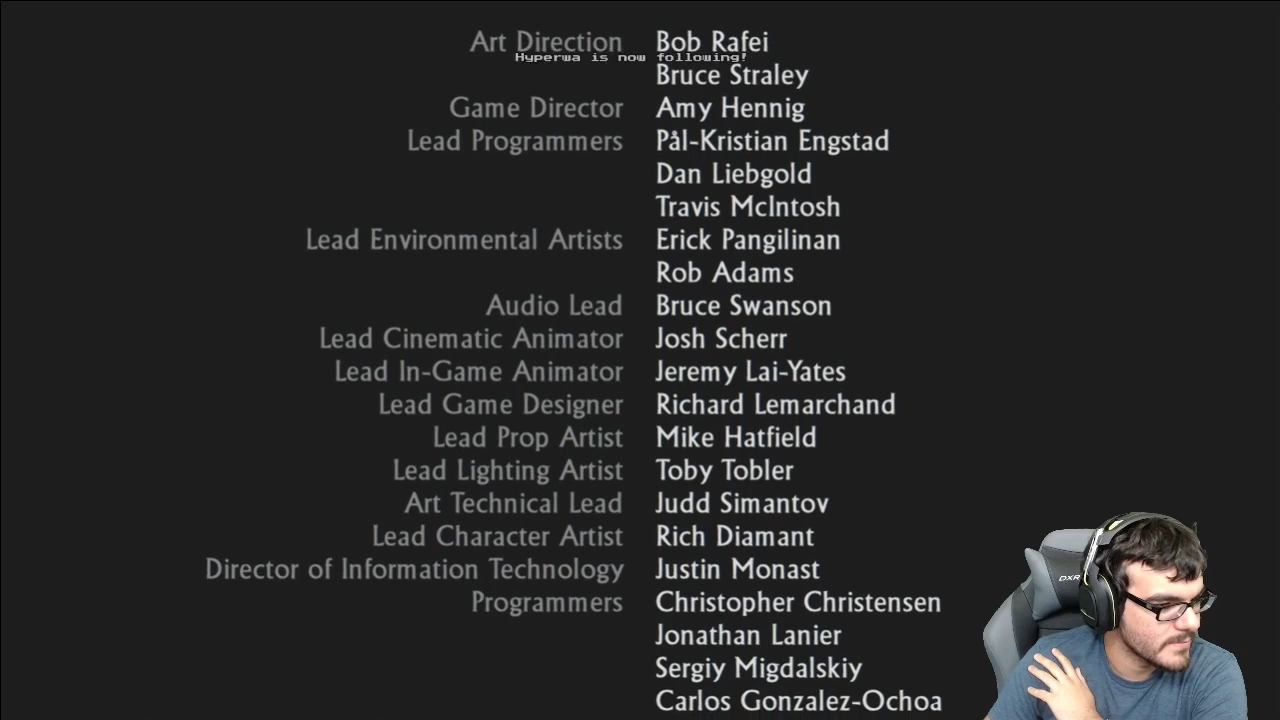 Art Direction Bob Rafei
Hyperwa is now following!
Bruce Straley
Game Director Amy Hennig
Lead Programmers Pål-Kristian Engstad
Dan Liebgold
Travis McIntosh
Lead Environmental Artists Erick Pangilinan
Rob Adams
Audio Lead Bruce Swanson
Lead Cinematic Animator Josh Scherr
Lead In-Game Animator Jeremy Lai-Yates
Lead Game Designer Richard Lemarchand
Lead Prop Artist Mike Hatfield
Lead Lighting Artist Toby Tobler
Art Technical Lead Judd Simantov
Lead Character Artist Rich Diamant
Director of Information Technology Justin Monast
DXR
Programmers Christopher Christensen
Jonathan Lanier
Sergiy Migdalskiy
Carlos Gonzalez-Ochoa